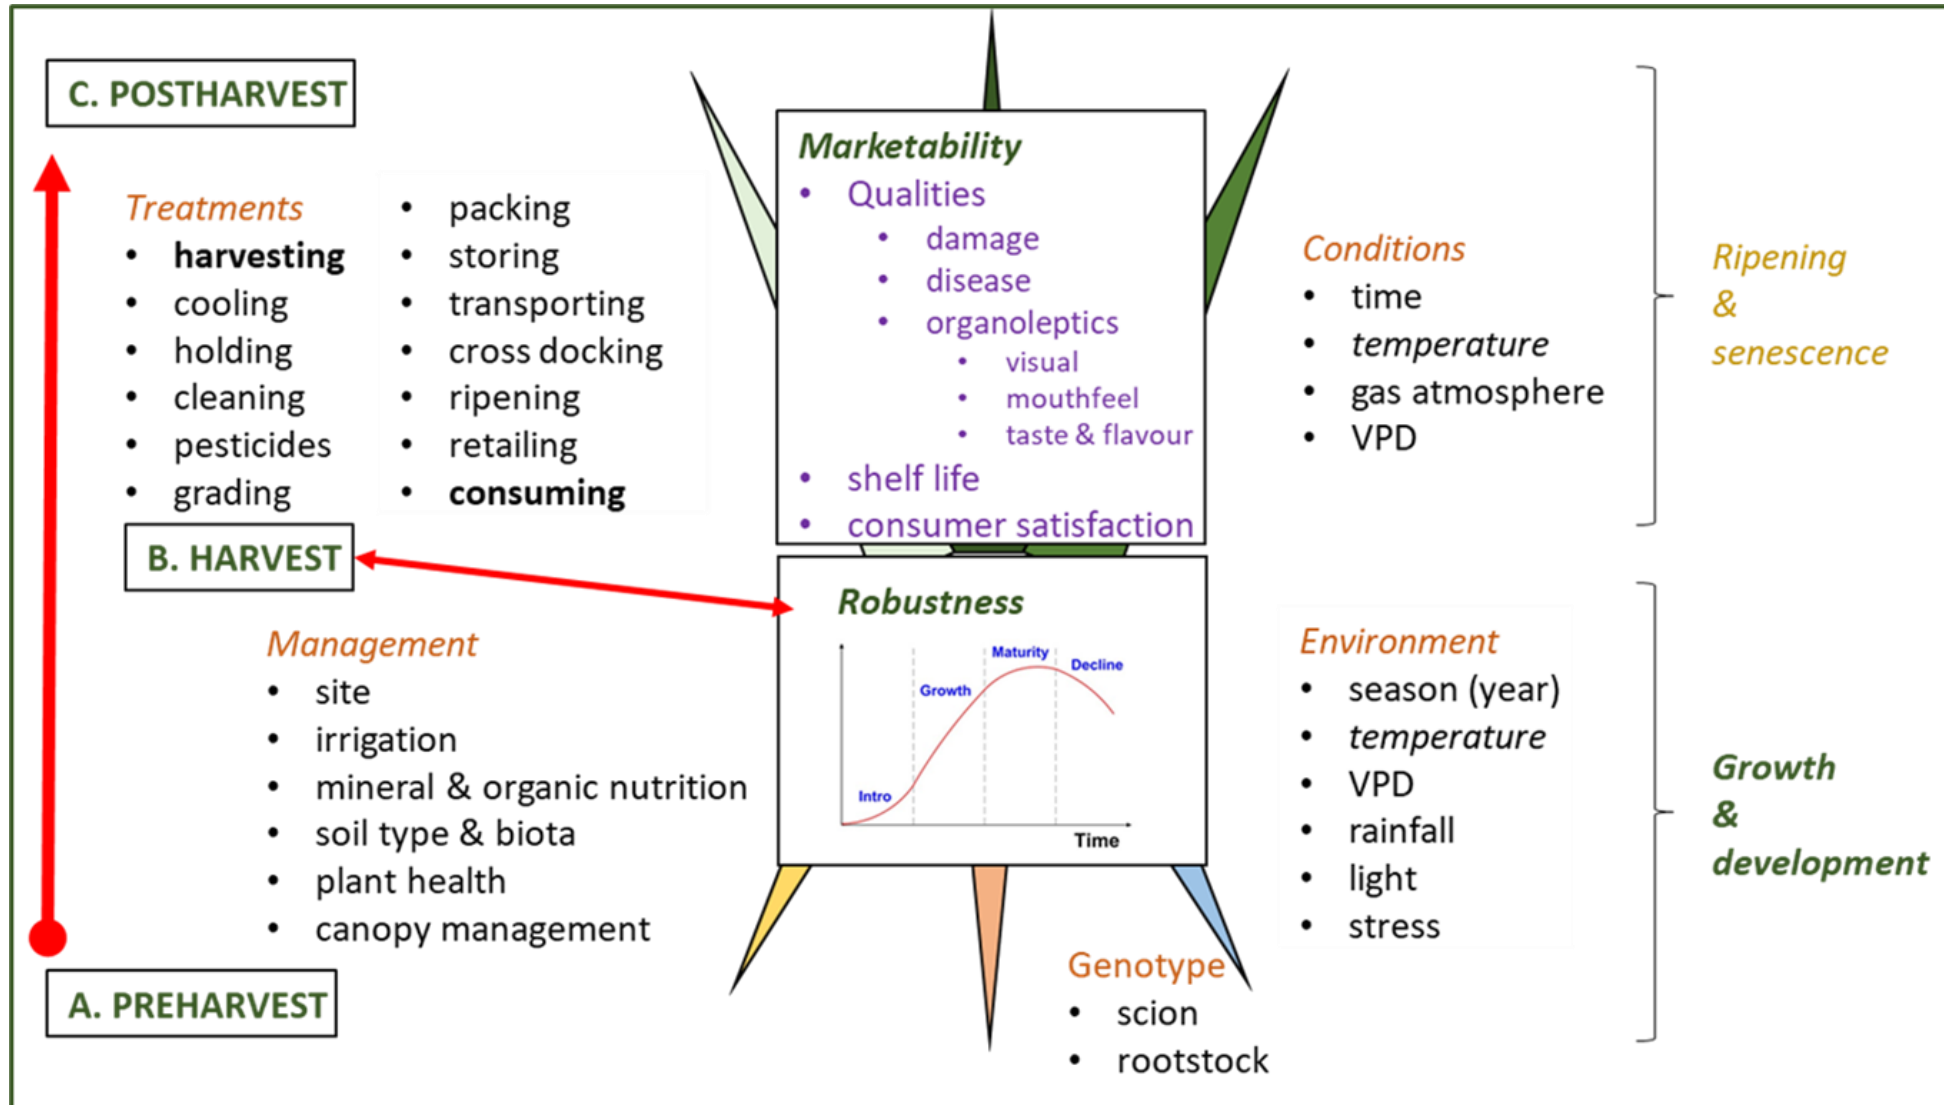 C. POSTHARVEST
Treatments
• harvesting
• cooling
• holding
• cleaning
• pesticides
• grading
• packing
• storing
• transporting
• cross docking
• ripening
• retailing
• consuming
Marketability
• Qualities
• damage
• disease
• organoleptics
• visual
• mouthfeel
• taste & flavour
• shelf life
• consumer satisfaction
Conditions
• time
• temperature
• gas atmosphere
• VPD
Ripening
&
senescence
B. HARVEST
Robustness
Intro
Growth
Maturity
Decline
Time
Management
• site
• irrigation
• mineral & organic nutrition
• soil type & biota
• plant health
• canopy management
Environment
• season (year)
• temperature
• VPD
• rainfall
• light
• stress
Growth
&
development
A. PREHARVEST
Genotype
• scion
• rootstock